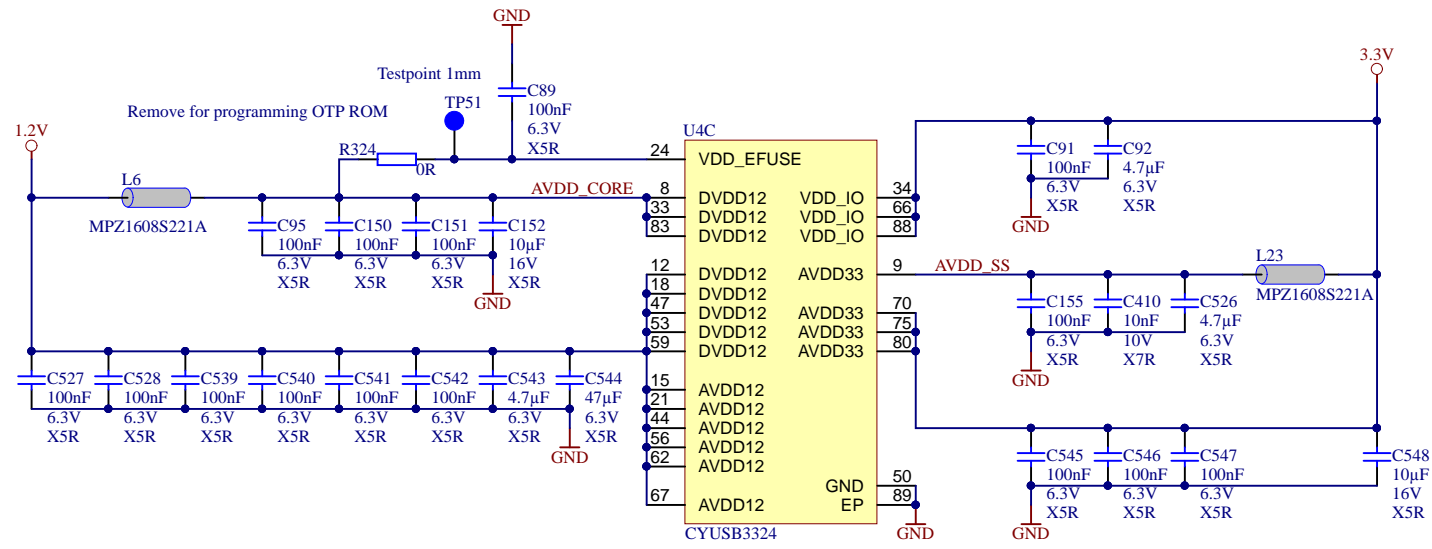 GND
3.3V
Testpoint 1mm
C89
100nF
6.3V
X5R
TP51
Remove for programming OTP ROM
1.2V
R324
0R
U4C
24
VDD_EFUSE
C91
100nF
6.3V
X5R
C92
4.7µF
6.3V
X5R
GND
L6
MPZ1608S221A
AVDD_CORE
8
DVDD12
33
DVDD12
83
DVDD12
VDD_IO
34
VDD_IO
66
VDD_IO
88
C95
100nF
6.3V
X5R
C150
100nF
6.3V
X5R
C151
100nF
6.3V
X5R
C152
10µF
16V
X5R
GND
12
DVDD12
18
DVDD12
47
DVDD12
53
DVDD12
59
DVDD12
AVDD33
9
AVDD_SS
L23
MPZ1608S221A
AVDD33
70
AVDD33
75
AVDD33
80
C155
100nF
6.3V
X5R
C410
10nF
10V
X7R
C526
4.7µF
6.3V
X5R
GND
C527
100nF
6.3V
X5R
C528
100nF
6.3V
X5R
C539
100nF
6.3V
X5R
C540
100nF
6.3V
X5R
C541
100nF
6.3V
X5R
C542
100nF
6.3V
X5R
C543
4.7µF
6.3V
X5R
C544
47µF
6.3V
X5R
GND
15
AVDD12
21
AVDD12
44
AVDD12
56
AVDD12
62
AVDD12
67
AVDD12
GND
50
EP
89
GND
C545
100nF
6.3V
X5R
C546
100nF
6.3V
X5R
C547
100nF
6.3V
X5R
C548
10µF
16V
X5R
GND
CYUSB3324